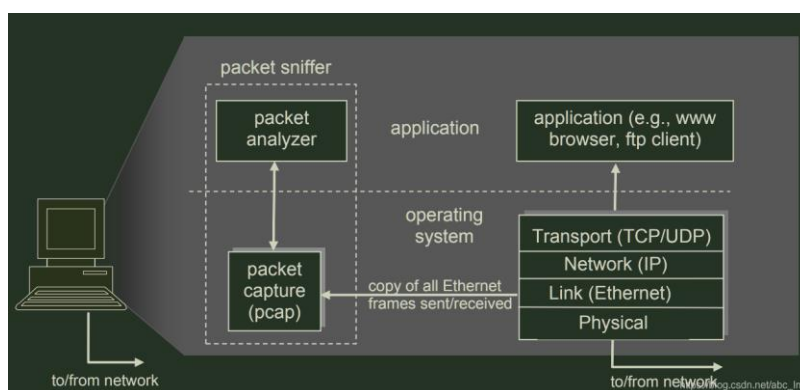 packet sniffer
packet
analyzer
application
application (e.g., www
browser, ftp client)
operating
system
packet
capture
(pcap)
copy of all Ethernet
frames sent/received
Transport (TCP/UDP)
Network (IP)
Link (Ethernet)
Physical
to/from network
to/from network